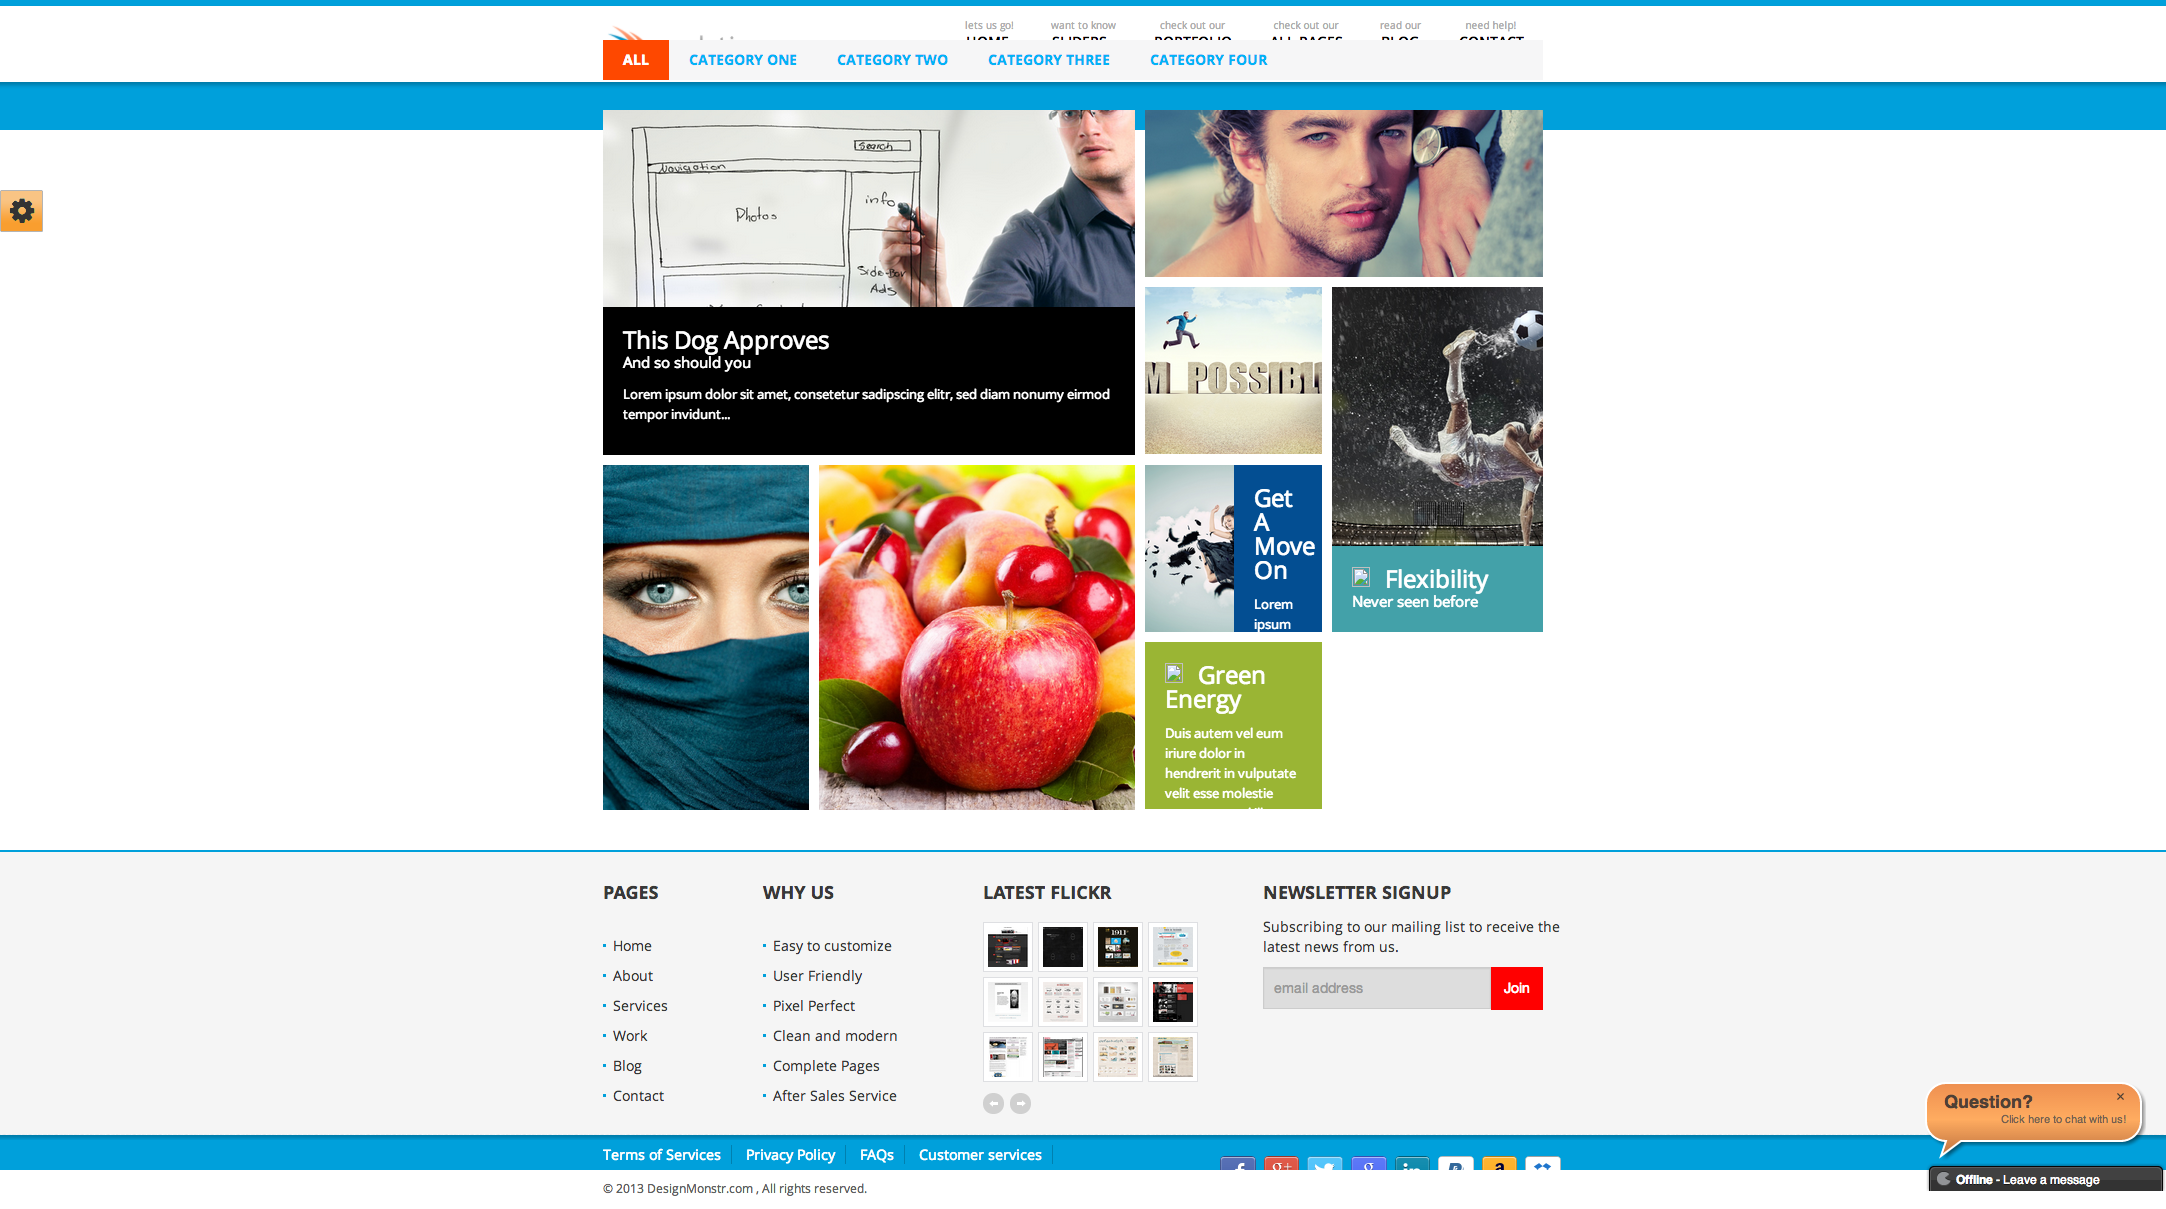 lets us go!
want to know
check out our
check out our
read our
need help!
HOME
SLIDERS
PORTFOLIO
ALL PAGES
BLOG
CONTACT
ALL
CATEGORY ONE
CATEGORY TWO
CATEGORY THREE
CATEGORY FOUR
Search
Navigation
Photos
info
Side-Bar
Ads
This Dog Approves
And so should you
Lorem ipsum dolor sit amet, consetetur sadipscing elitr, sed diam nonumy eirmod
tempor invidunt...
M POSSIBL
Get
A
Move
On
Lorem
ipsum
Flexibility
Never seen before
Green
Energy
Duis autem vel eum
iriure dolor in
hendrerit in vulputate
velit esse molestie
PAGES
Home
About
Services
Work
Blog
Contact
WHY US
Easy to customize
User Friendly
Pixel Perfect
Clean and modern
Complete Pages
After Sales Service
LATEST FLICKR
1911
NEWSLETTER SIGNUP
Subscribing to our mailing list to receive the
latest news from us.
email address
Join
Question?
×
Click here to chat with us!
Terms of Services
Privacy Policy
FAQs
Customer services
Offline - Leave a message
© 2013 DesignMonstr.com , All rights reserved.